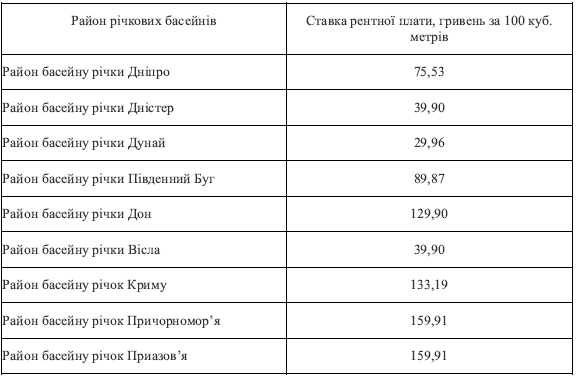 Район річкових басейнів
Ставка рентної плати, гривень за 100 куб.
метрів
Район басейну річки Дніпро
75,53
Район басейну річки Дністер
39,90
Район басейну річки Дунай
29,96
Район басейну річки Південний Буг
89,87
Район басейну річки Дон
129,90
Район басейну річки Вісла
39,90
Район басейну річок Криму
133,19
Район басейну річок Причорномор’я
159,91
Район басейну річок Приазов’я
159,91